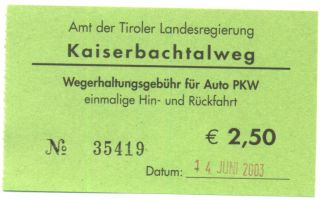 Amt der Tiroler Landesregierung
Kaiserbachtalweg
Wegerhaltungsgebühr für Auto PKW
einmalige Hin- und Rückfahrt
№ 35419 € 2,50
Datum: 14 JUNI 2003